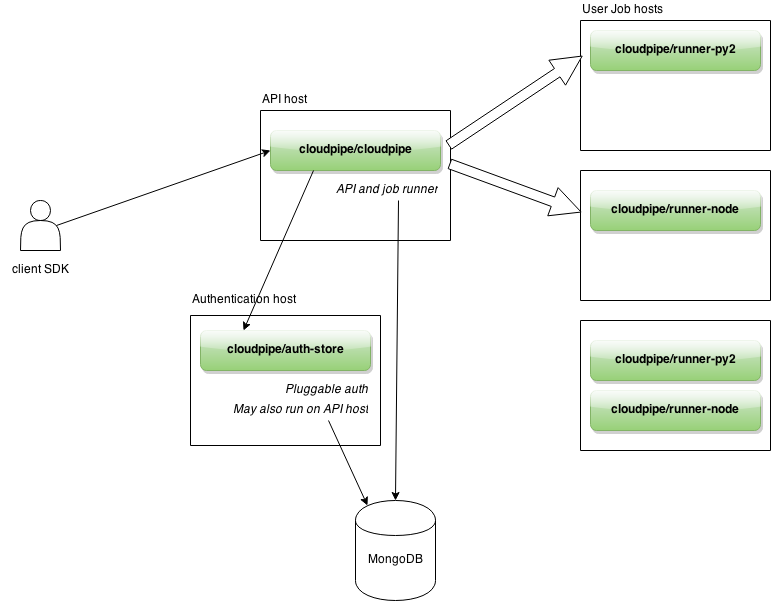 User Job hosts
cloudpipe/runner-py2
API host
cloudpipe/cloudpipe
API and job runner
cloudpipe/runner-node
client SDK
Authentication host
cloudpipe/auth-store
Pluggable auth
May also run on API host
cloudpipe/runner-py2
cloudpipe/runner-node
MongoDB